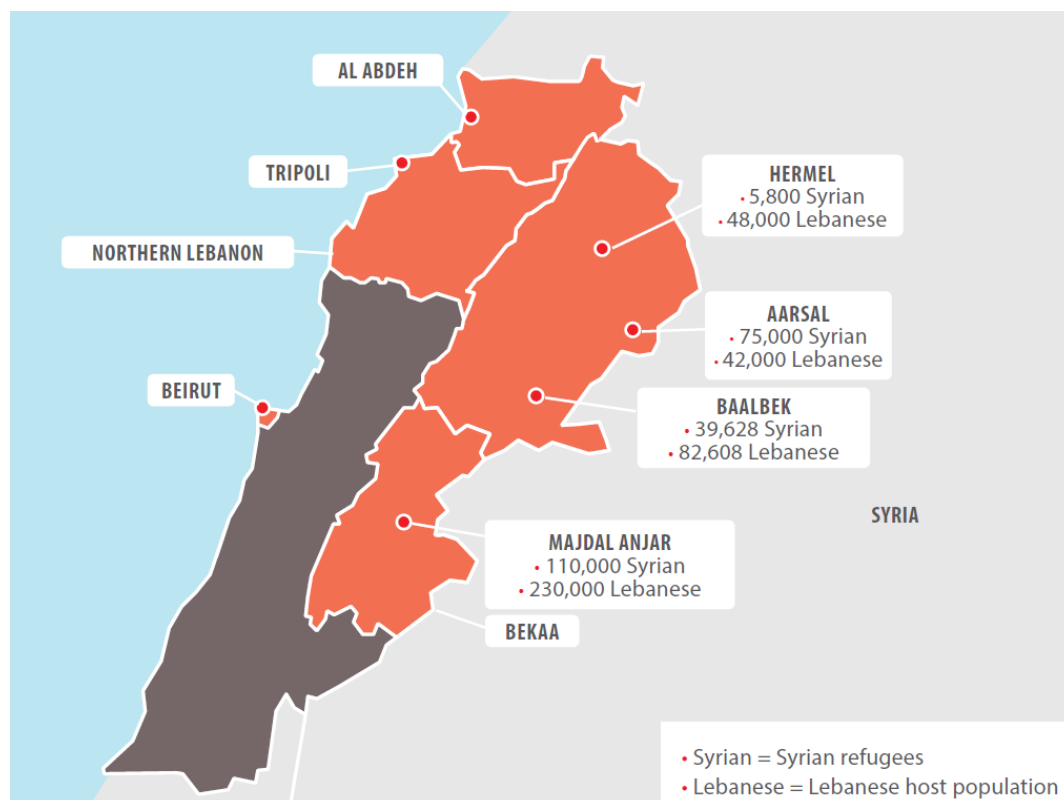 AL ABDEH
TRIPOLI
NORTHERN LEBANON
BEIRUT
HERMEL
• 5,800 Syrian
• 48,000 Lebanese
AARSAL
• 75,000 Syrian
• 42,000 Lebanese
BAALBEK
• 39,628 Syrian
• 82,608 Lebanese
SYRIA
MAJDAL ANJAR
• 110,000 Syrian
• 230,000 Lebanese
BEKAA
• Syrian = Syrian refugees
• Lebanese = Lebanese host population